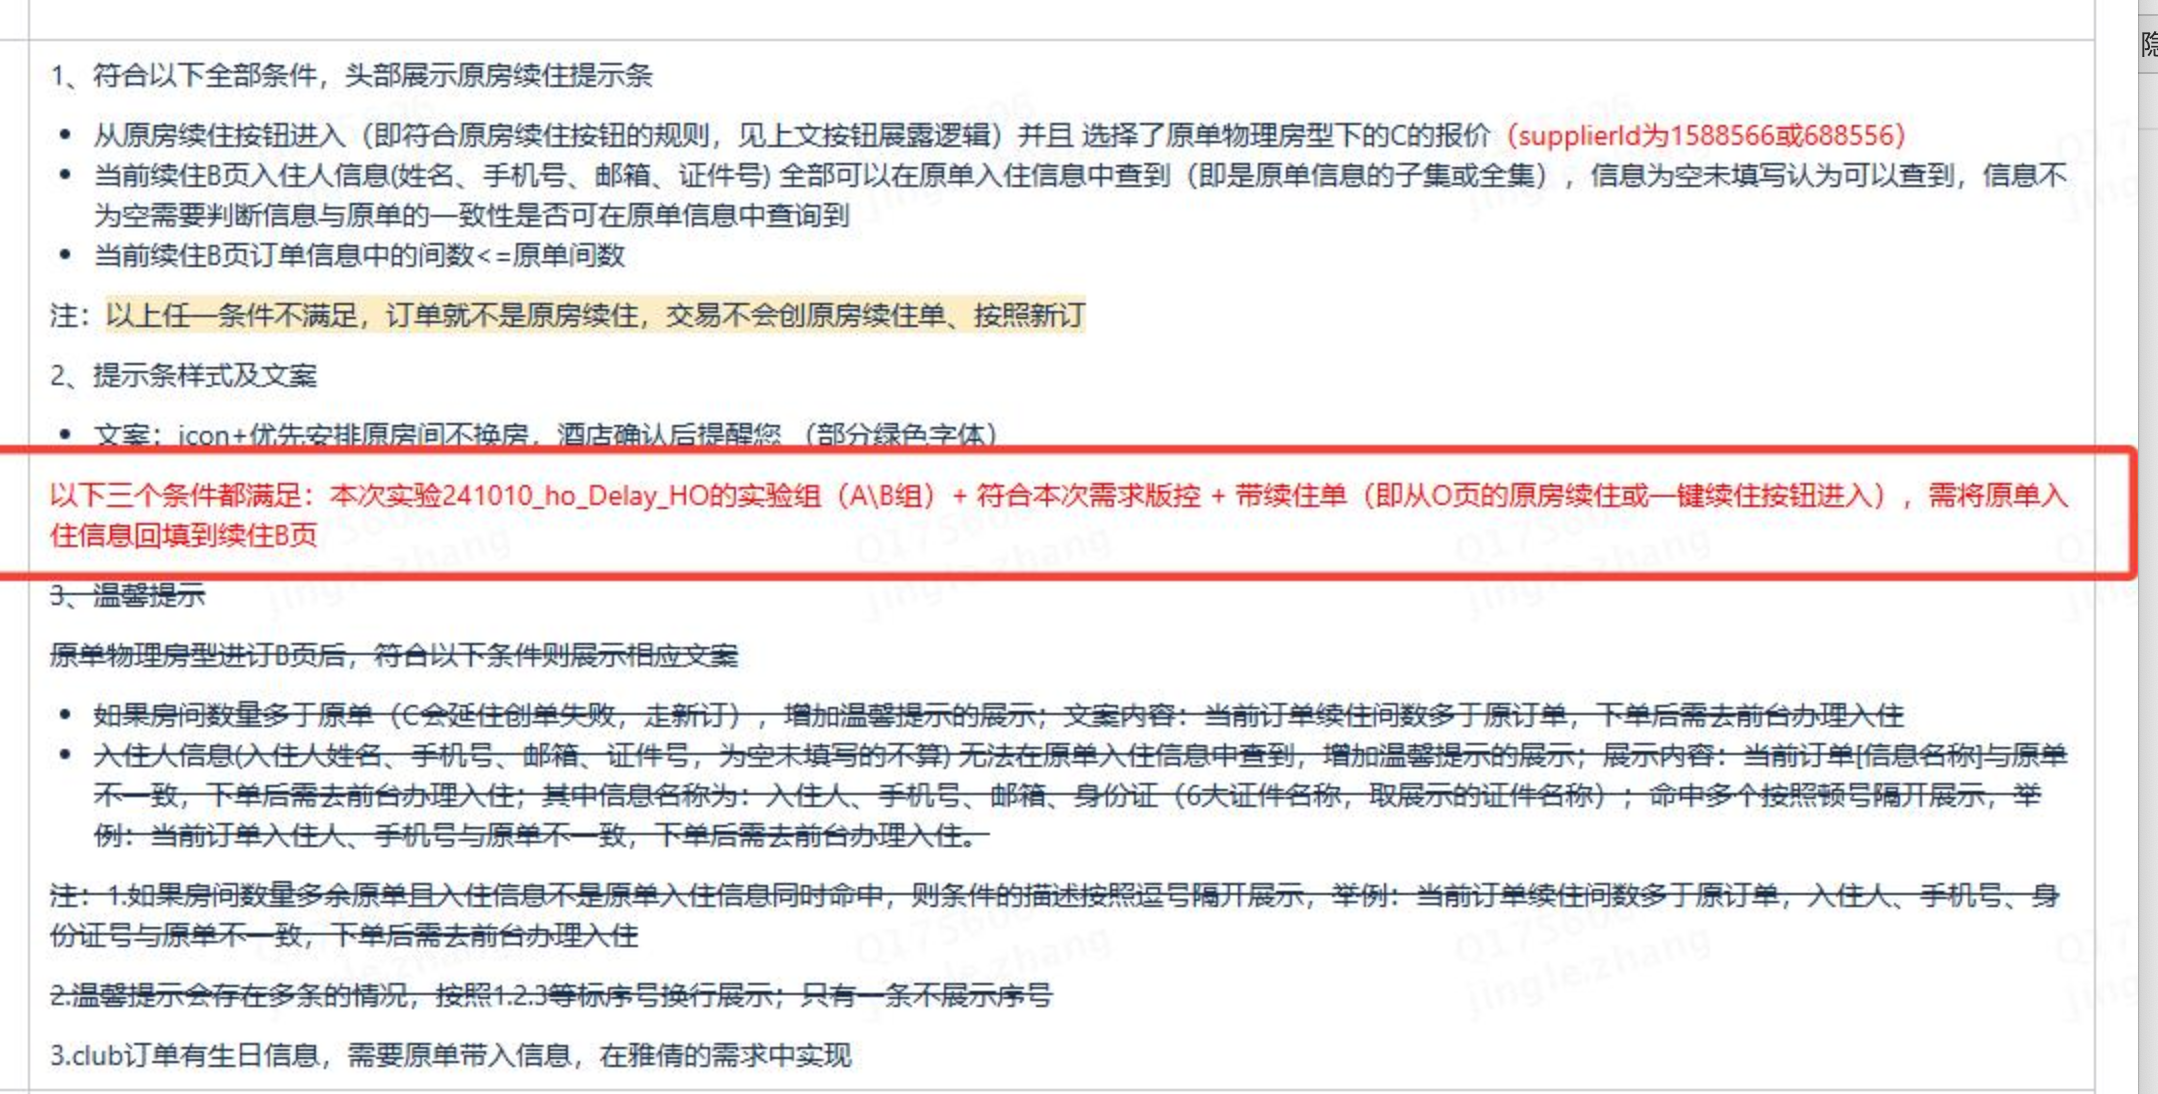 隐
1、符合以下全部条件，头部展示原房续住提示条
• 从原房续住按钮进入（即符合原房续住按钮的规则，见上文按钮展露逻辑）并且 选择了原单物理房型下的C的报价（supplierId为1588566或688556）
• 当前续住B页入住人信息(姓名、手机号、邮箱、证件号) 全部可以在原单入住信息中查到（即是原单信息的子集或全集），信息为空未填写认为可以查到，信息不
为空需要判断信息与原单的一致性是否可在原单信息中查询到
• 当前续住B页订单信息中的间数<=原单间数
注：以上任一条件不满足，订单就不是原房续住，交易不会创原房续住单、按照新订
2、提示条样式及文案
• 文案：icon+优先安排原房间不换房，酒店确认后提醒您 （部分绿色字体）
以下三个条件都满足：本次实验241010_ho_Delay_HO的实验组（A\B组）+ 符合本次需求版控 + 带续住单（即从O页的原房续住或一键续住按钮进入），需将原单入
住信息回填到续住B页
3、温馨提示
原单物理房型进订B页后，符合以下条件则展示相应文案
• 如果房间数量多于原单（C会延住创单失败，走新订），增加温馨提示的展示；文案内容：当前订单续住间数多于原订单，下单后需去前台办理入住
• 入住人信息(入住人姓名、手机号、邮箱、证件号，为空未填写的不算) 无法在原单入住信息中查到，增加温馨提示的展示；展示内容：当前订单[信息名称]与原单
不一致，下单后需去前台办理入住；其中信息名称为：入住人、手机号、邮箱、身份证（6大证件名称，取展示的证件名称）；命中多个按照顿号隔开展示，举
例：当前订单入住人、手机号与原单不一致，下单后需去前台办理入住。
注：1.如果房间数量多余原单且入住信息不是原单入住信息同时命中，则条件的描述按照逗号隔开展示，举例：当前订单续住间数多于原订单，入住人、手机号、身
份证号与原单不一致，下单后需去前台办理入住
2.温馨提示会存在多条的情况，按照1.2.3等标序号换行展示；只有一条不展示序号
3.club订单有生日信息，需要原单带入信息，在雅倩的需求中实现